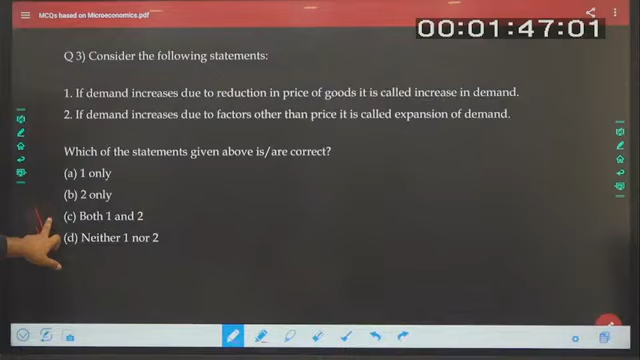 MCQs based on Microeconomics.pdf
00:01:47:01
Q 3) Consider the following statements:
1. If demand increases due to reduction in price of goods it is called increase in demand.
2. If demand increases due to factors other than price it is called expansion of demand.
Which of the statements given above is/are correct?
(a) 1 only
(b) 2 only
(c) Both 1 and 2
(d) Neither 1 nor 2